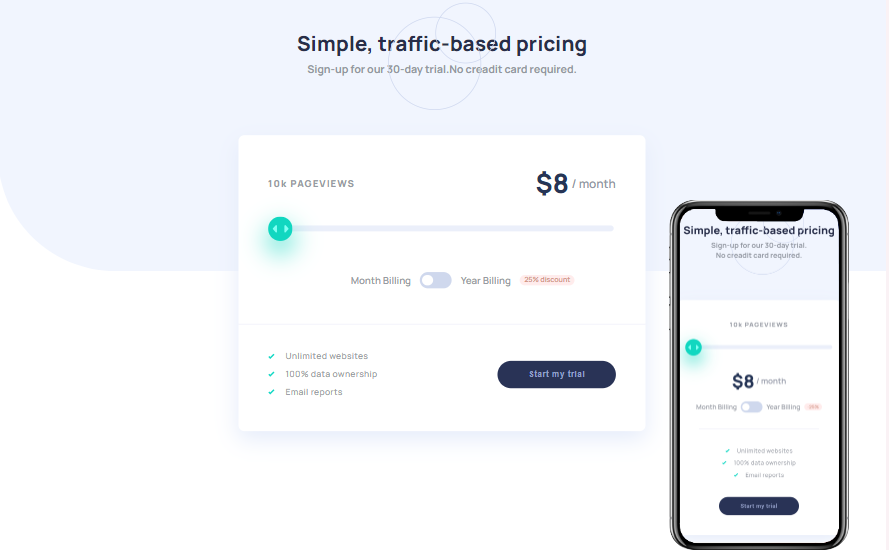 Simple, traffic-based pricing
Sign-up for our 30-day trial.No creadit card required.
10k PAGEVIEWS
$8 / month
Month Billing Year Billing 25% discount
Unlimited websites
100% data ownership
Email reports
Start my trial
Simple, traffic-based pricing
Sign-up for our 30-day trial.
No creadit card required.
10k PAGEVIEWS
$8 / month
Month Billing Year Billing
Unlimited websites
100% data ownership
Email reports
Start my trial